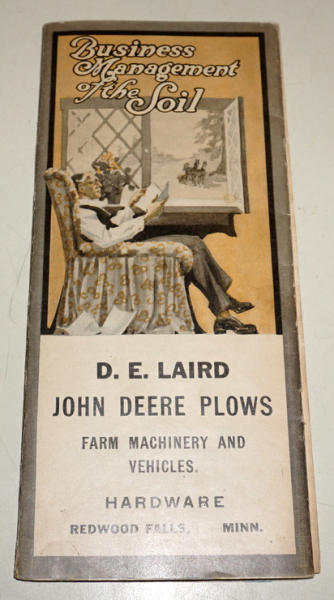 Business
Management
of the Soil
D. E. LAIRD
JOHN DEERE PLOWS
FARM MACHINERY AND
VEHICLES.
HARDWARE
REDWOOD FALLS, MINN.